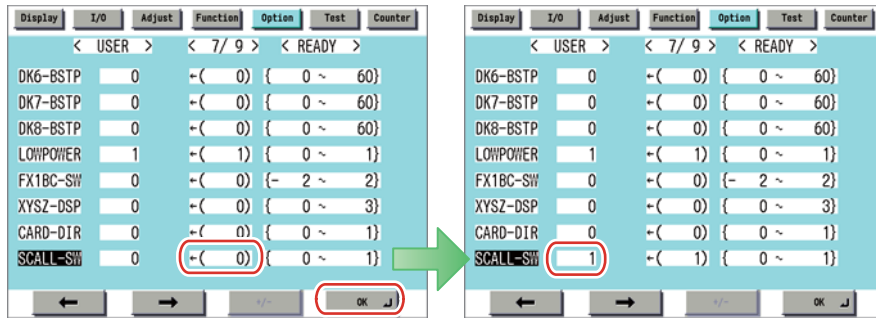 Display I/O Adjust Function Option Test Counter
< USER > < 7/ 9 > < READY >
DK6-BSTP 0 ←( 0) { 0 ~ 60}
DK7-BSTP 0 ←( 0) { 0 ~ 60}
DK8-BSTP 0 ←( 0) { 0 ~ 60}
LOWPOWER 1 ←( 1) { 0 ~ 1}
FX1BC-SW 0 ←( 0) {- 2 ~ 2}
XYSZ-DSP 0 ←( 0) { 0 ~ 3}
CARD-DIR 0 ←( 0) { 0 ~ 1}
SCALL-SW 0 ←( 0) { 0 ~ 1}
← → +/- OK ┘
Display I/O Adjust Function Option Test Counter
< USER > < 7/ 9 > < READY >
DK6-BSTP 0 ←( 0) { 0 ~ 60}
DK7-BSTP 0 ←( 0) { 0 ~ 60}
DK8-BSTP 0 ←( 0) { 0 ~ 60}
LOWPOWER 1 ←( 1) { 0 ~ 1}
FX1BC-SW 0 ←( 0) {- 2 ~ 2}
XYSZ-DSP 0 ←( 0) { 0 ~ 3}
CARD-DIR 0 ←( 0) { 0 ~ 1}
SCALL-SW 1 ←( 1) { 0 ~ 1}
← → +/- OK ┘